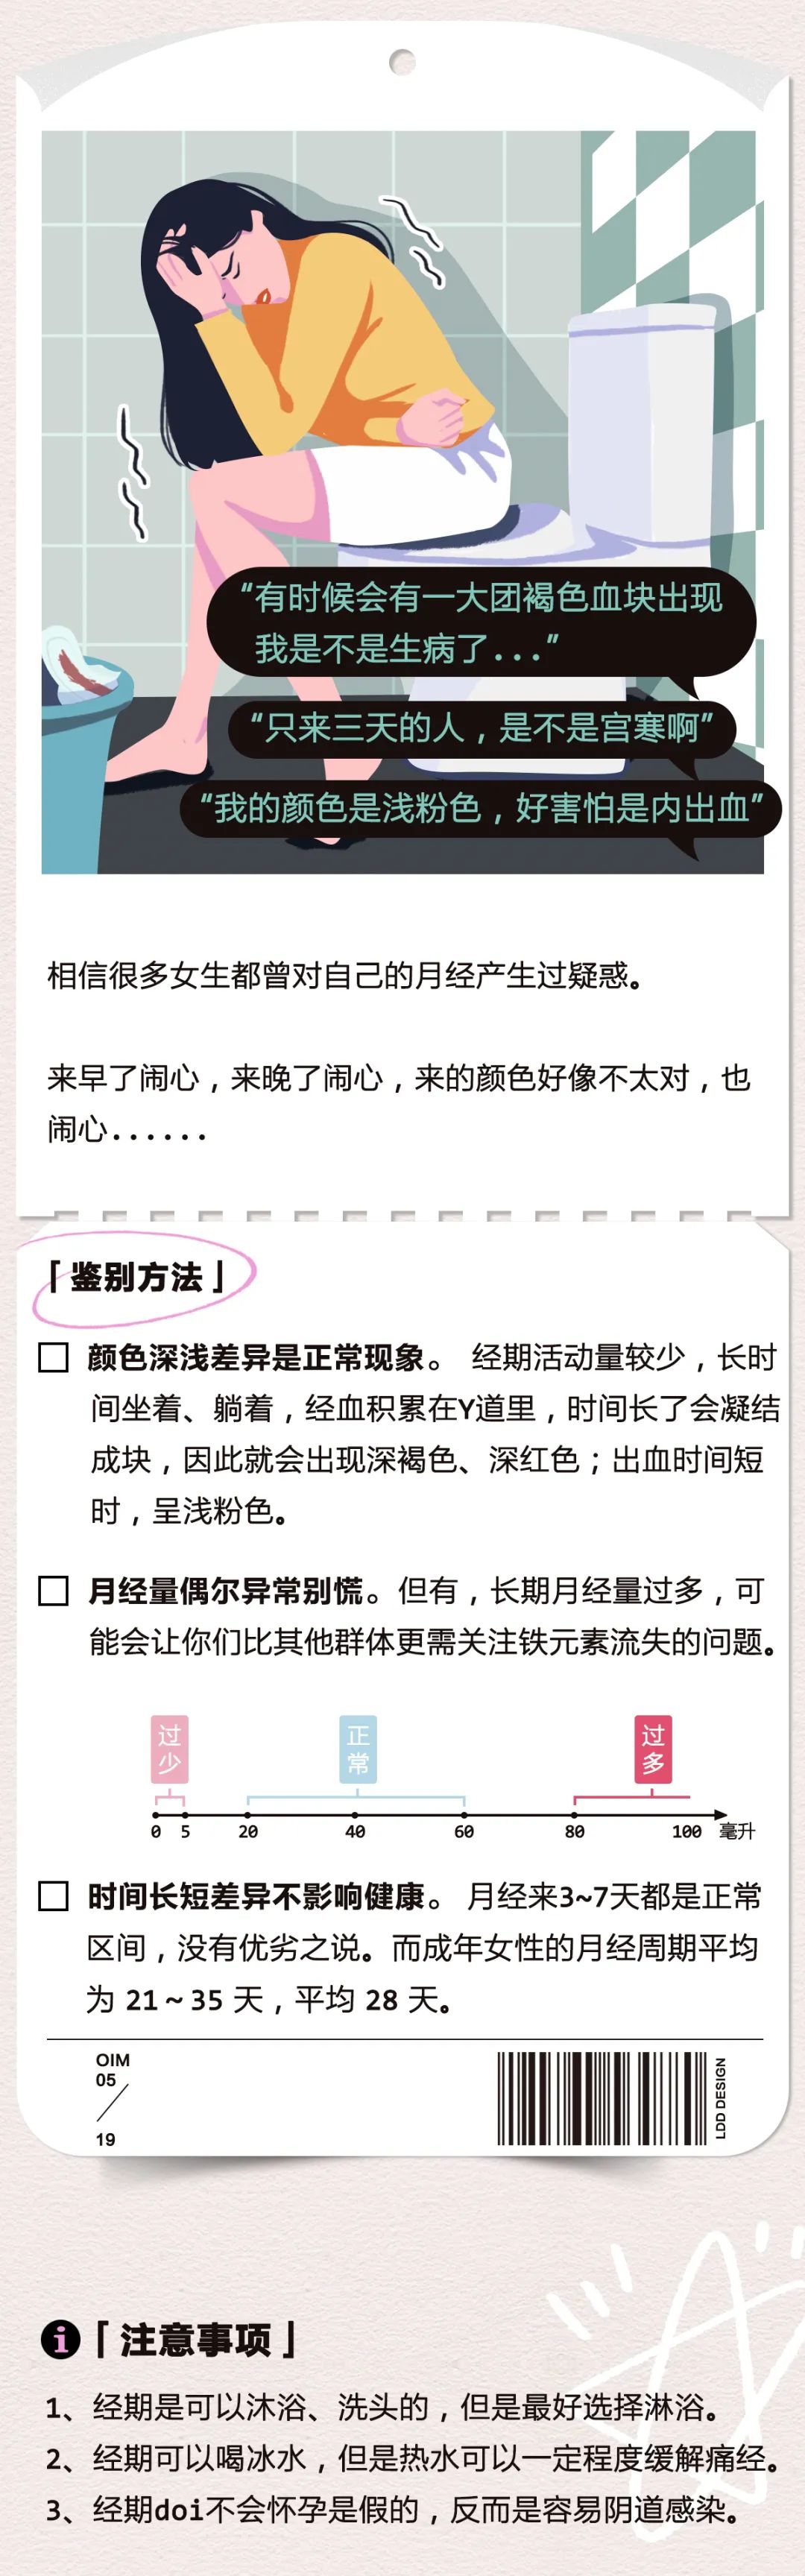 “有时候会有一大团褐色血块出现
我是不是生病了...”
“只来三天的人，是不是宫寒啊”
“我的颜色是浅粉色，好害怕是内出血”
相信很多女生都曾对自己的月经产生过疑惑。
来早了闹心，来晚了闹心，来的颜色好像不太对，也
闹心......
「鉴别方法」
颜色深浅差异是正常现象。 经期活动量较少，长时
间坐着、躺着，经血积累在Y道里，时间长了会凝结
成块，因此就会出现深褐色、深红色；出血时间短
时，呈浅粉色。
月经量偶尔异常别慌。但有，长期月经量过多，可
能会让你们比其他群体更需关注铁元素流失的问题。
过少 正常 过多
0 5 20 40 60 80 100 毫升
时间长短差异不影响健康。 月经来3~7天都是正常
区间，没有优劣之说。而成年女性的月经周期平均
为 21~35 天，平均 28 天。
OIM
05
19
LDD DESIGN
i「注意事项」
1、经期是可以沐浴、洗头的，但是最好选择淋浴。
2、经期可以喝冰水，但是热水可以一定程度缓解痛经。
3、经期doi不会怀孕是假的，反而是容易阴道感染。